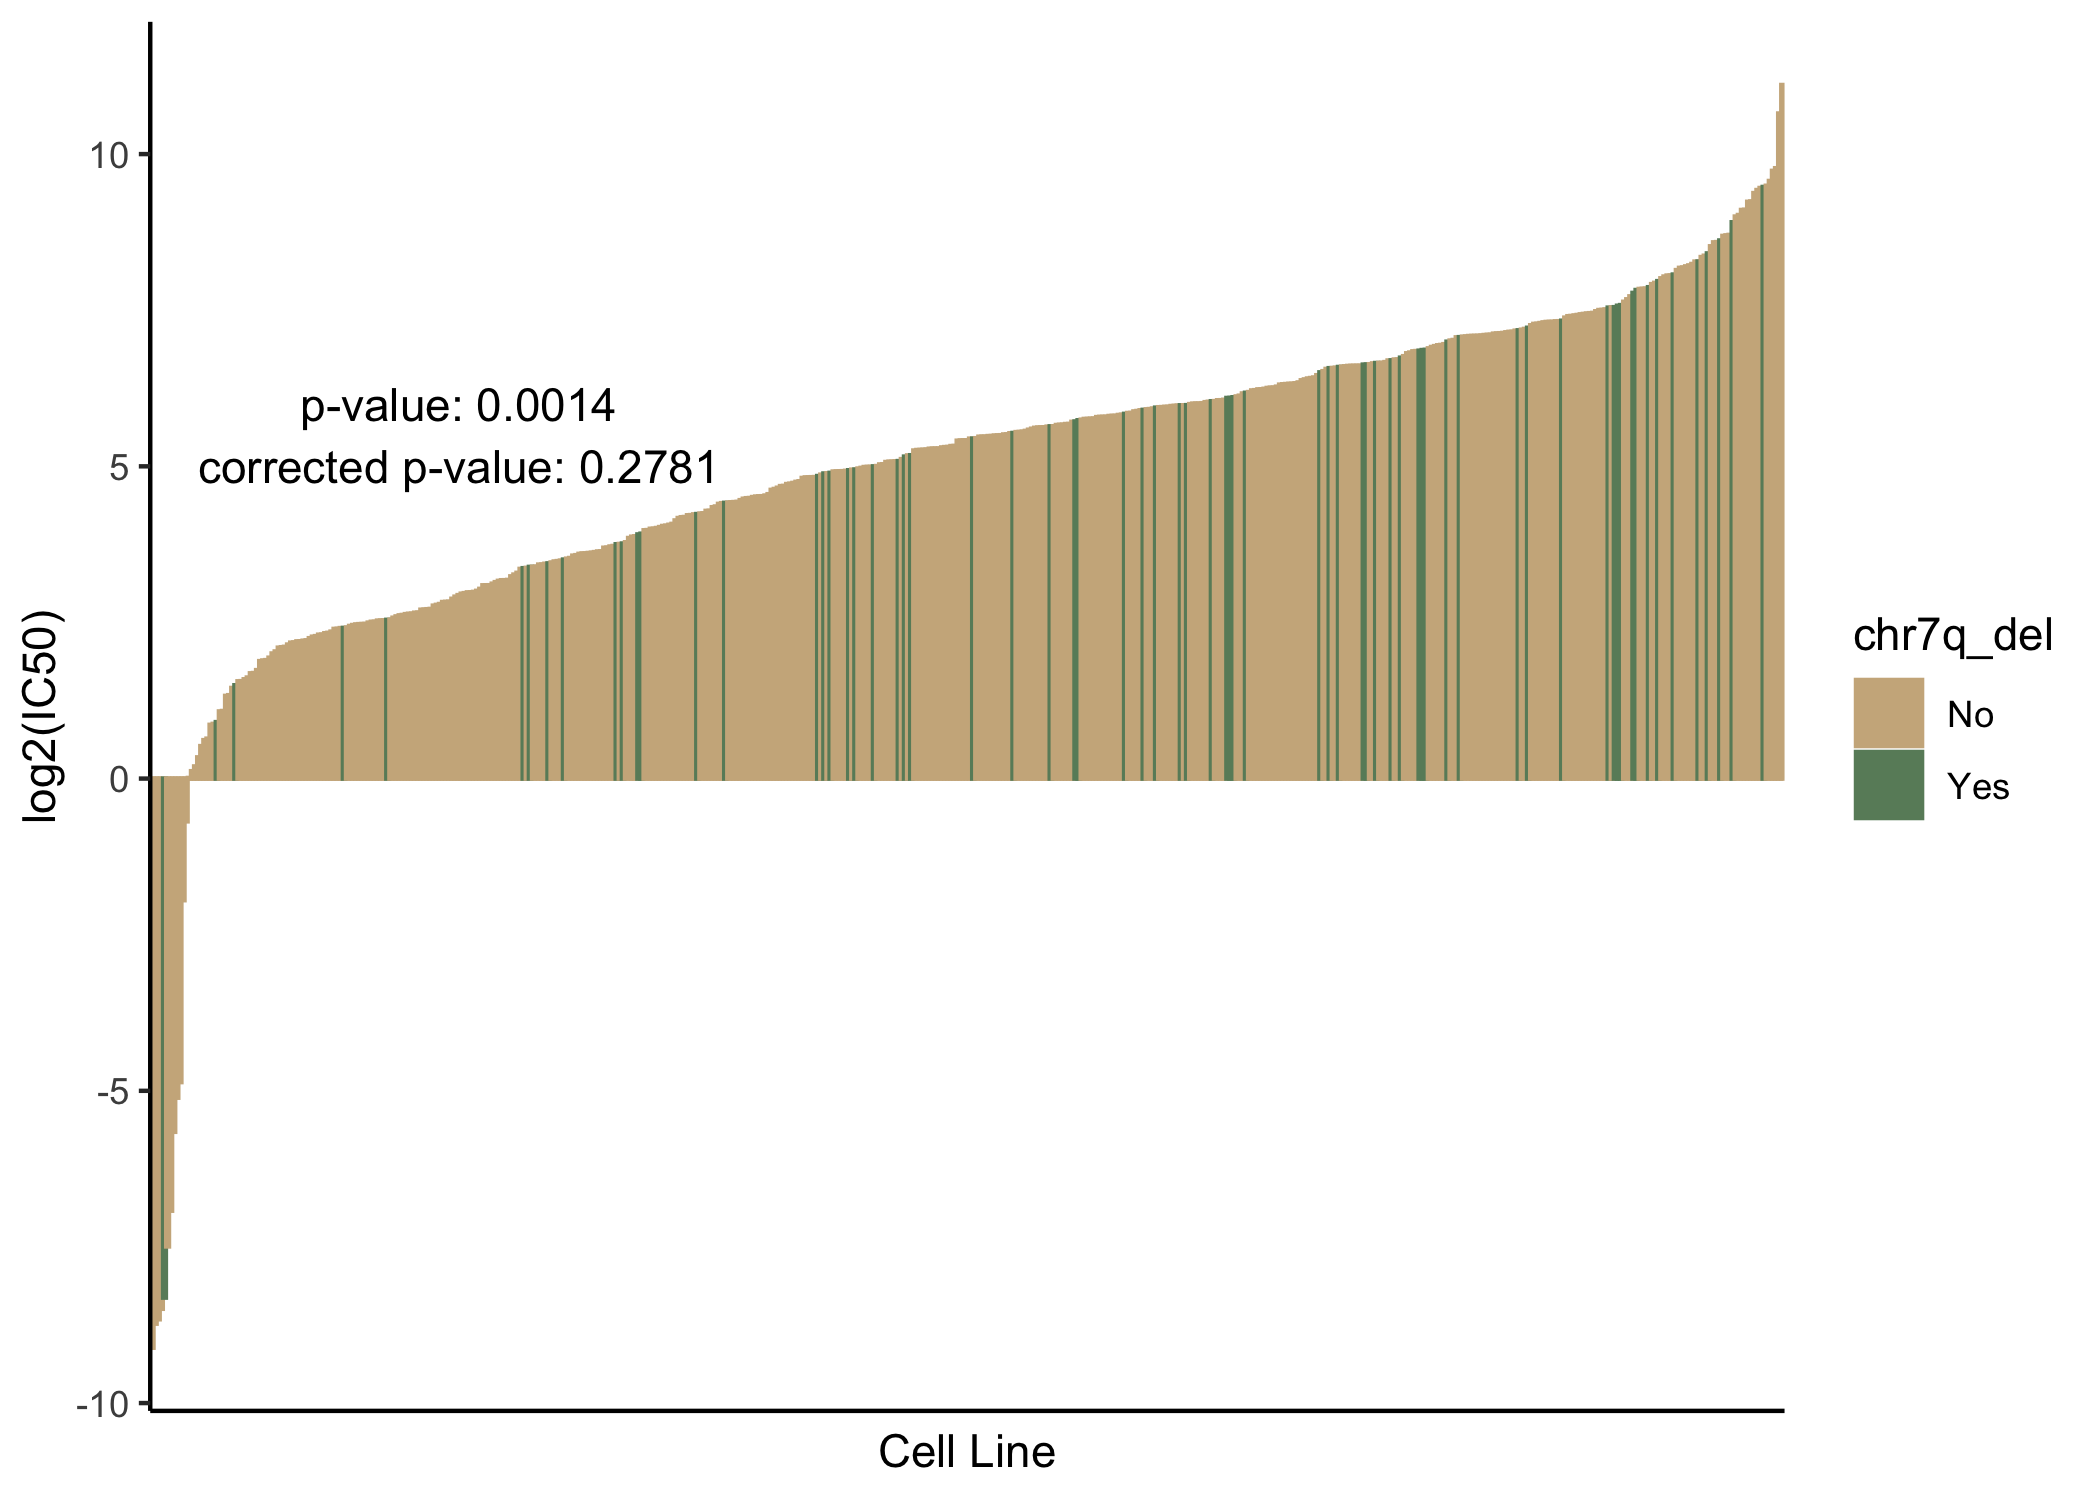 10
5
0
-5
-10
log2(IC50)
p-value: 0.0014
corrected p-value: 0.2781
Cell Line
chr7q_del
No
Yes